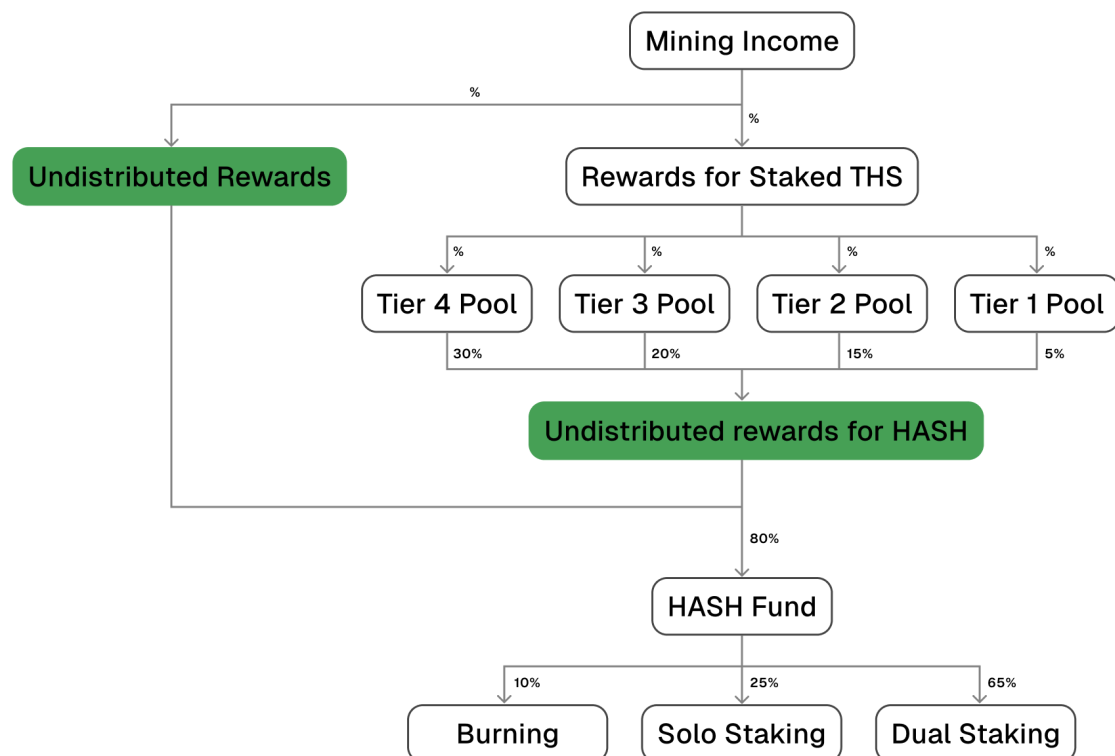 Mining Income
%
%
Undistributed Rewards
Rewards for Staked THS
%
%
%
%
Tier 4 Pool
Tier 3 Pool
Tier 2 Pool
Tier 1 Pool
30%
20%
15%
5%
Undistributed rewards for HASH
80%
HASH Fund
10%
25%
65%
Burning
Solo Staking
Dual Staking